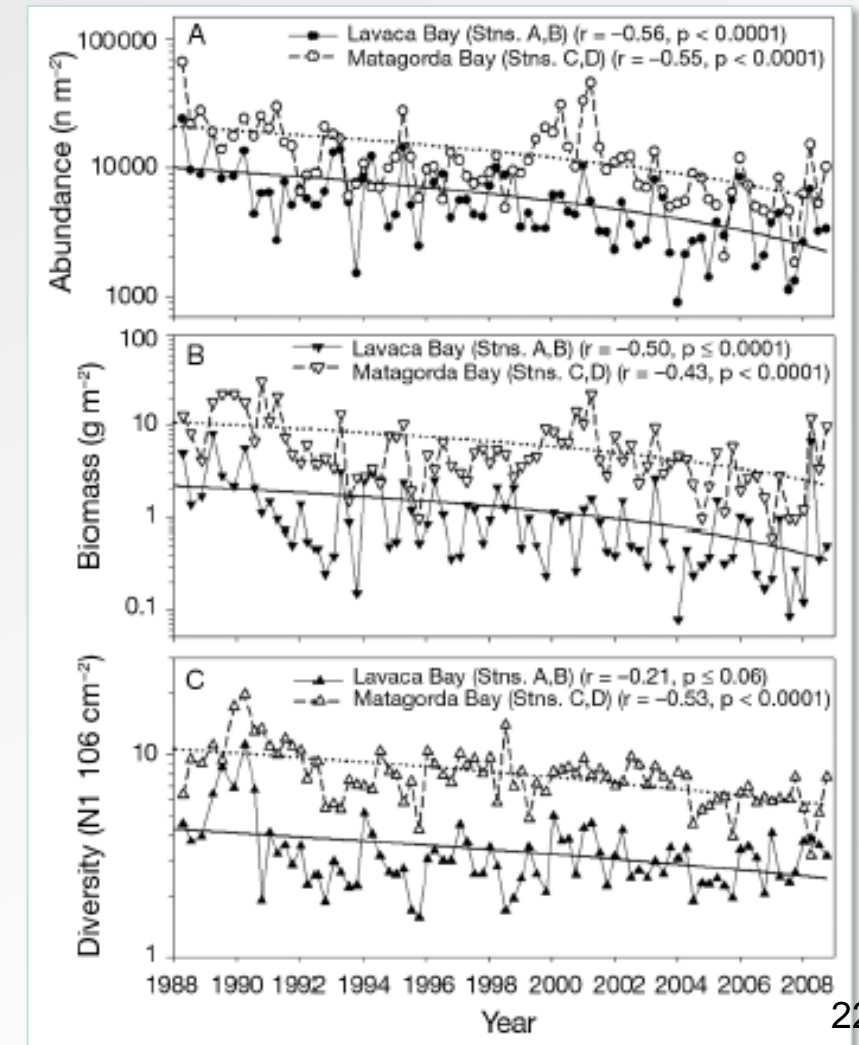 A
Lavaca Bay (Stns. A,B) (r = −0.56, p < 0.0001)
Matagorda Bay (Stns. C,D) (r = −0.55, p < 0.0001)
Abundance (n m⁻²)
100000
10000
1000
B
Lavaca Bay (Stns. A,B) (r = −0.50, p ≤ 0.0001)
Matagorda Bay (Stns. C,D) (r = −0.43, p < 0.0001)
Biomass (g m⁻²)
100
10
1
0.1
C
Lavaca Bay (Stns. A,B) (r = −0.21, p ≤ 0.06)
Matagorda Bay (Stns. C,D) (r = −0.53, p < 0.0001)
Diversity (N1 106 cm⁻²)
10
1
1988 1990 1992 1994 1996 1998 2000 2002 2004 2006 2008
Year